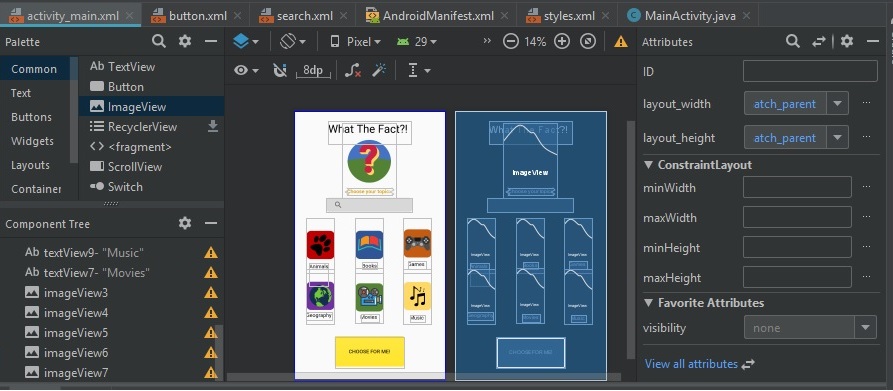 activity_main.xml button.xml search.xml AndroidManifest.xml styles.xml MainActivity.java
Palette
Common
Text
Buttons
Widgets
Layouts
Container
Ab TextView
Button
ImageView
RecyclerView
<fragment>
ScrollView
Switch
Component Tree
Ab textView9- "Music"
Ab textView7- "Movies"
imageView3
imageView4
imageView5
imageView6
imageView7
Pixel 29 » 14%
8dp
What The Fact?!
?
Choose your topic
Animals Books Games
Geography Movies Music
CHOOSE FOR ME!
What The Fact?!
ImageView
Choose your topic
ImageView ImageView ImageView
Animals Books Games
ImageView ImageView ImageView
Geography Movies Music
CHOOSE FOR ME!
Attributes
ID
layout_width atch_parent
layout_height atch_parent
ConstraintLayout
minWidth
maxWidth
minHeight
maxHeight
Favorite Attributes
visibility none
View all attributes